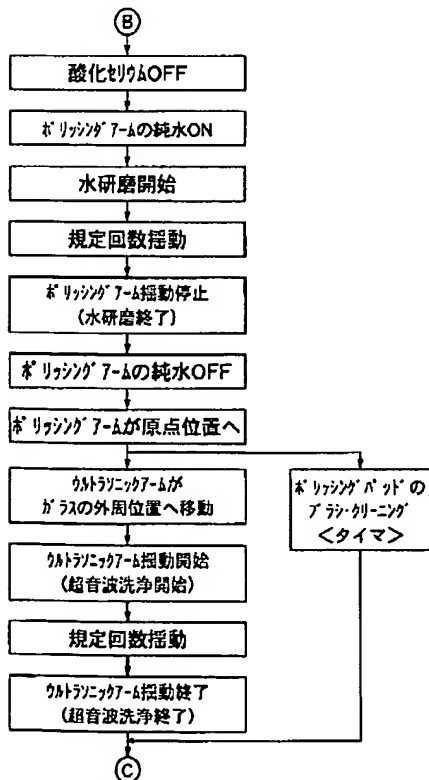 B
酸化ｾﾘｳﾑOFF
ﾎﾟﾘｯｼﾝｸﾞｱｰﾑの純水ON
水研磨開始
規定回数揺動
ﾎﾟﾘｯｼﾝｸﾞｱｰﾑ揺動停止
(水研磨終了)
ﾎﾟﾘｯｼﾝｸﾞｱｰﾑの純水OFF
ﾎﾟﾘｯｼﾝｸﾞｱｰﾑが原点位置へ
ｳﾙﾄﾗｿﾆｯｸｱｰﾑが
ｶﾞﾗｽの外周位置へ移動
ﾎﾟﾘｯｼﾝｸﾞﾊﾟｯﾄﾞの
ﾌﾞﾗｼ･ｸﾘｰﾆﾝｸﾞ
＜タイマ＞
ｳﾙﾄﾗｿﾆｯｸｱｰﾑ揺動開始
(超音波洗浄開始)
規定回数揺動
ｳﾙﾄﾗｿﾆｯｸｱｰﾑ揺動終了
(超音波洗浄終了)
C